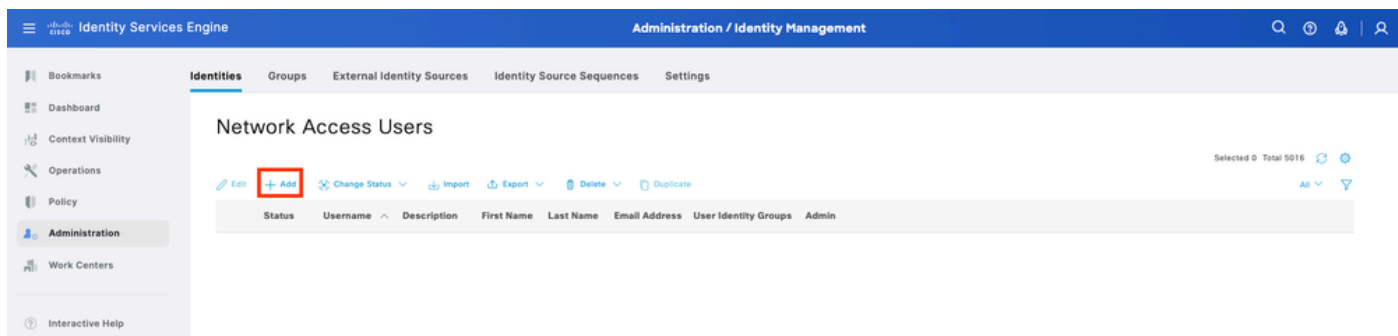 cisco Identity Services Engine
Administration / Identity Management
Bookmarks
Dashboard
Context Visibility
Operations
Policy
Administration
Work Centers
Interactive Help
Identities Groups External Identity Sources Identity Source Sequences Settings
Network Access Users
Selected 0 Total 5016
Edit + Add Change Status Import Export Delete Duplicate
All
Status Username Description First Name Last Name Email Address User Identity Groups Admin